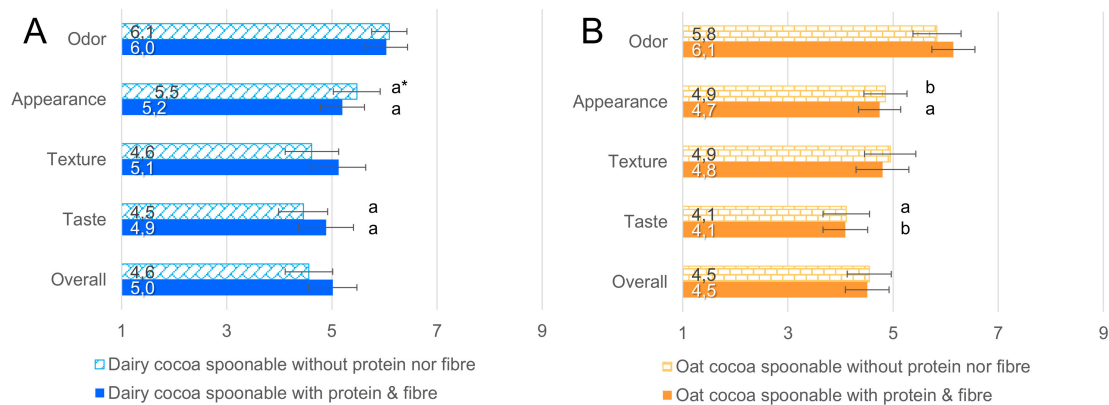 A
Odor
6,1
6,0
Appearance
5,5
a*
5,2
a
Texture
4,6
5,1
Taste
4,5
a
4,9
a
Overall
4,6
5,0
1 3 5 7 9
Dairy cocoa spoonable without protein nor fibre
Dairy cocoa spoonable with protein & fibre
B
Odor
5,8
6,1
Appearance
4,9
b
4,7
a
Texture
4,9
4,8
Taste
4,1
a
4,1
b
Overall
4,5
4,5
1 3 5 7 9
Oat cocoa spoonable without protein nor fibre
Oat cocoa spoonable with protein & fibre